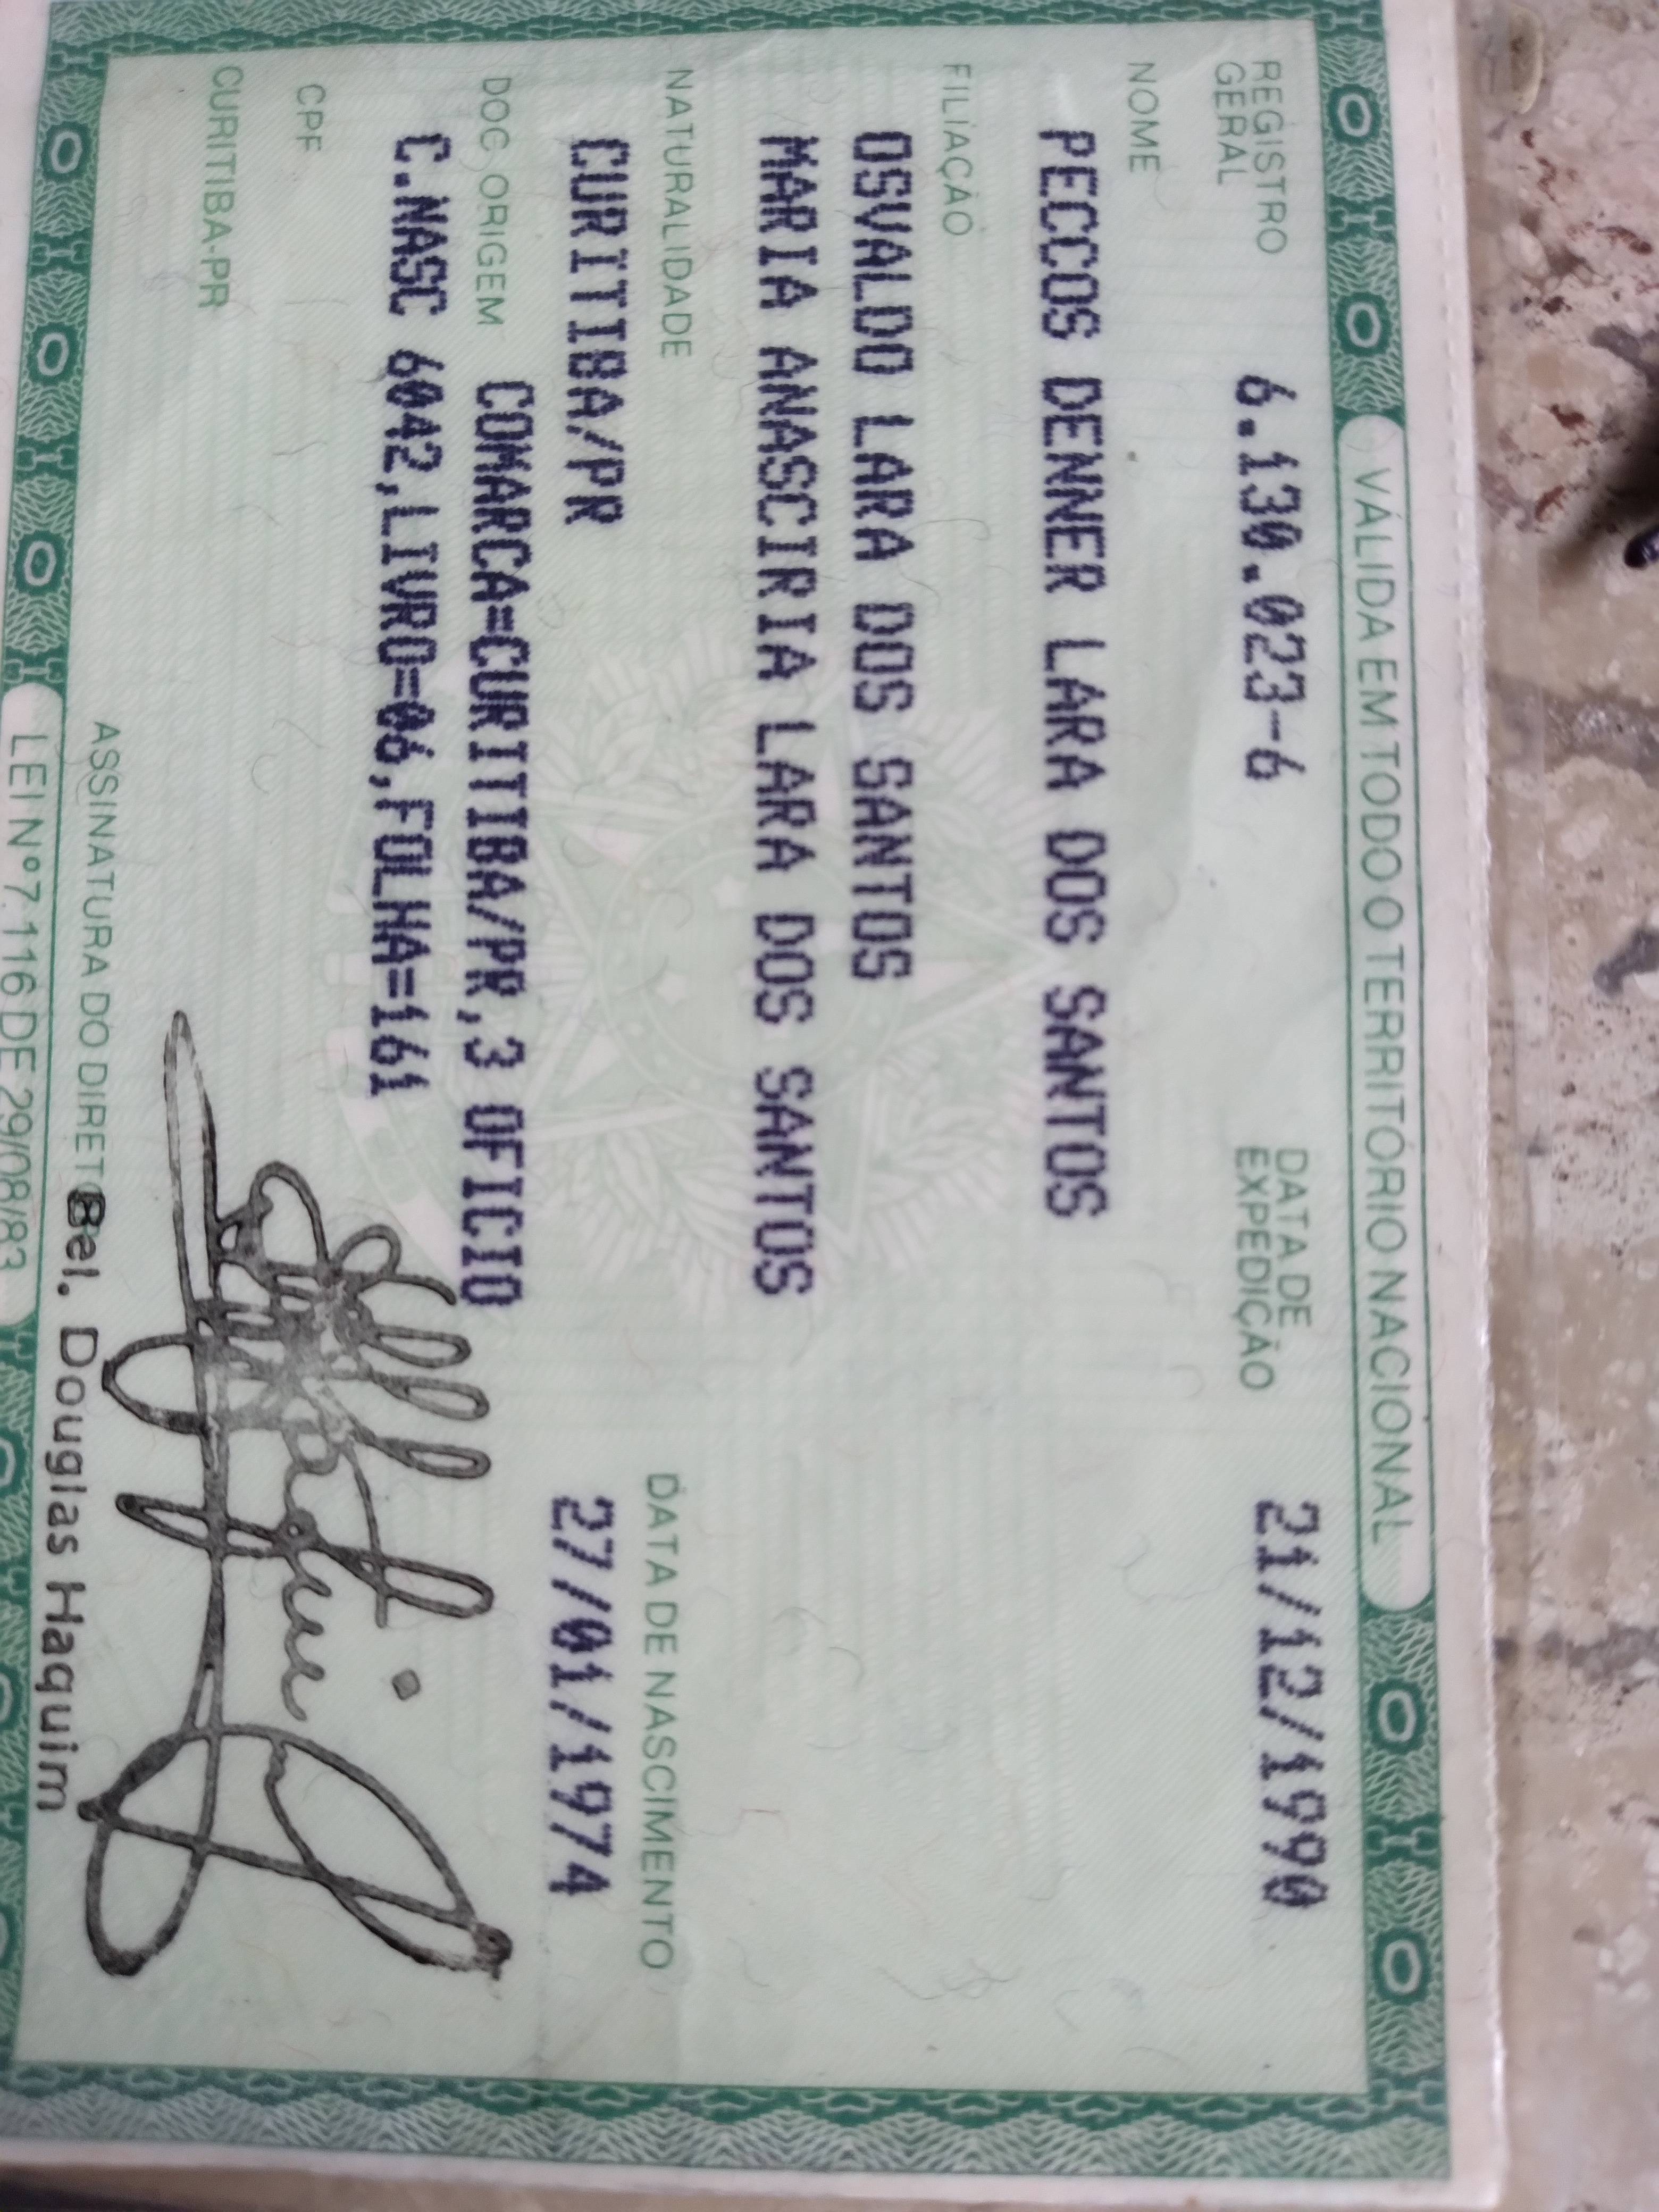 VÁLIDA EM TODO O TERRITÓRIO NACIONAL
REGISTRO GERAL 6.130.023-6 DATA DE EXPEDIÇÃO 21/12/1990
NOME
PECCOS DENNER LARA DOS SANTOS
FILIAÇÃO
OSVALDO LARA DOS SANTOS
MARIA ANASCIRIA LARA DOS SANTOS
NATURALIDADE DATA DE NASCIMENTO
CURITIBA/PR 27/01/1974
DOC ORIGEM COMARCA=CURITIBA/PR,3 OFICIO
C.NASC 6042,LIVRO=06,FOLHA=161
CPF
CURITIBA-PR
ASSINATURA DO DIRETOR Bel. Douglas Haquim
LEI Nº 7.116 DE 29/08/83